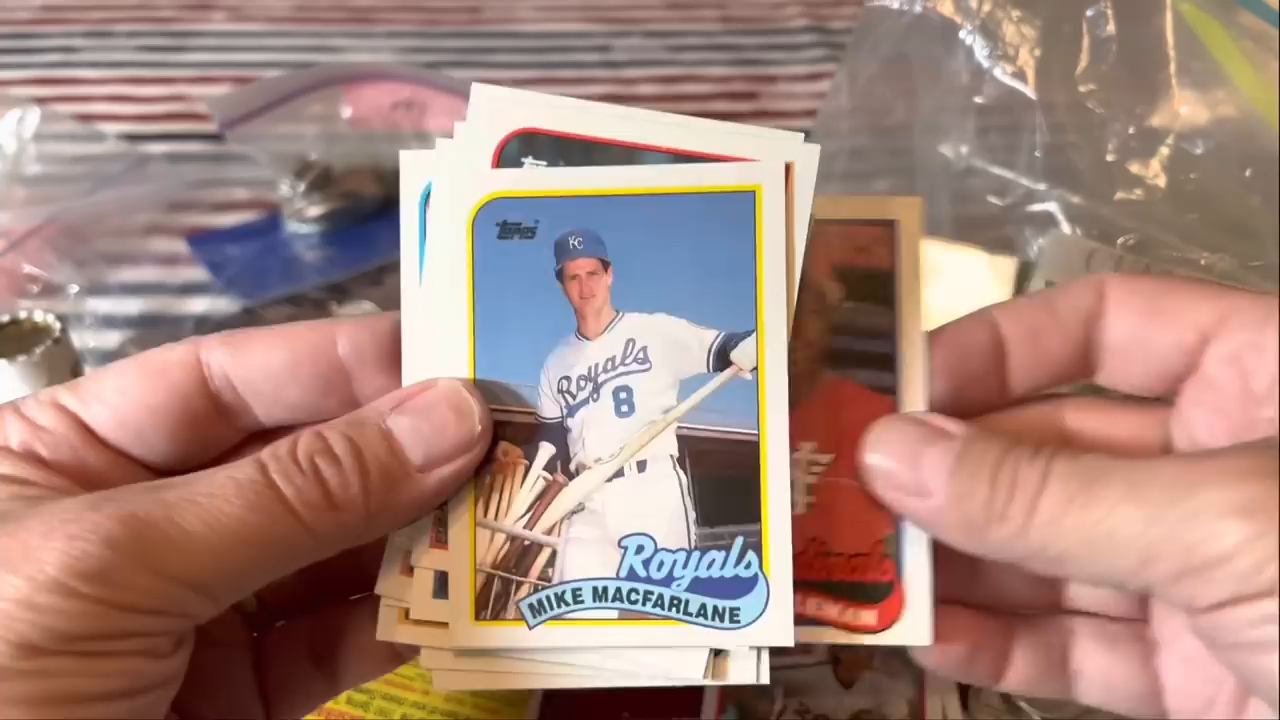 Topps
KC
Royals
8
Royals
MIKE MACFARLANE